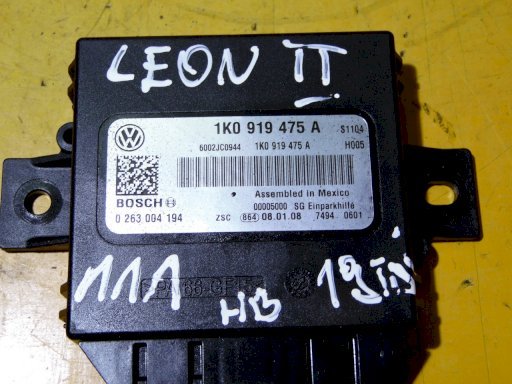 LEON II
1K0 919 475 A S1104
6002JC0944 1K0 919 475 A H005
Assembled in Mexico
BOSCH 00005000 SG Einparkhilfe
0 263 004 194 ZSC 864 08.01.08 7494 0601
111 HB